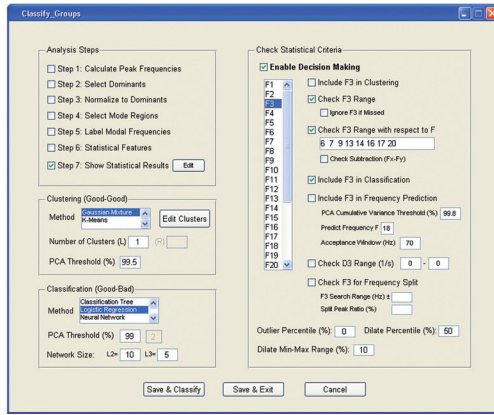 Classify_Groups
Analysis Steps
Step 1: Calculate Peak Frequencies
Step 2: Select Dominants
Step 3: Normalize to Dominants
Step 4: Select Mode Regions
Step 5: Label Modal Frequencies
Step 6: Statistical Features
Step 7: Show Statistical Results Edit
Clustering (Good-Good)
Method Gaussian Mixture
K-Means
Edit Clusters
Number of Clusters (L) 1 (R)
PCA Threshold (%) 99.5
Classification (Good-Bad)
Method Classification Tree
Logistic Regression
Neural Network
PCA Threshold (%) 99 2
Network Size: L2= 10 L3= 5
Check Statistical Criteria
Enable Decision Making
F1
F2
F3
F4
F5
F6
F7
F8
F9
F10
F11
F12
F13
F14
F15
F16
F17
F18
F19
F20
Include F3 in Clustering
Check F3 Range
Ignore F3 if Missed
Check F3 Range with respect to F
6 7 9 13 14 16 17 20
Check Subtraction (Fx-Fy)
Include F3 in Classification
Include F3 in Frequency Prediction
PCA Cumulative Variance Threshold (%) 99.8
Predict Frequency F 18
Acceptance Window (Hz) 70
Check D3 Range (1/s) 0 - 0
Check F3 for Frequency Split
F3 Search Range (Hz) ±
Split Peak Ratio (%)
Outlier Percentile (%): 0 Dilate Percentile (%): 50
Dilate Min-Max Range (%): 10
Save & Classify Save & Exit Cancel